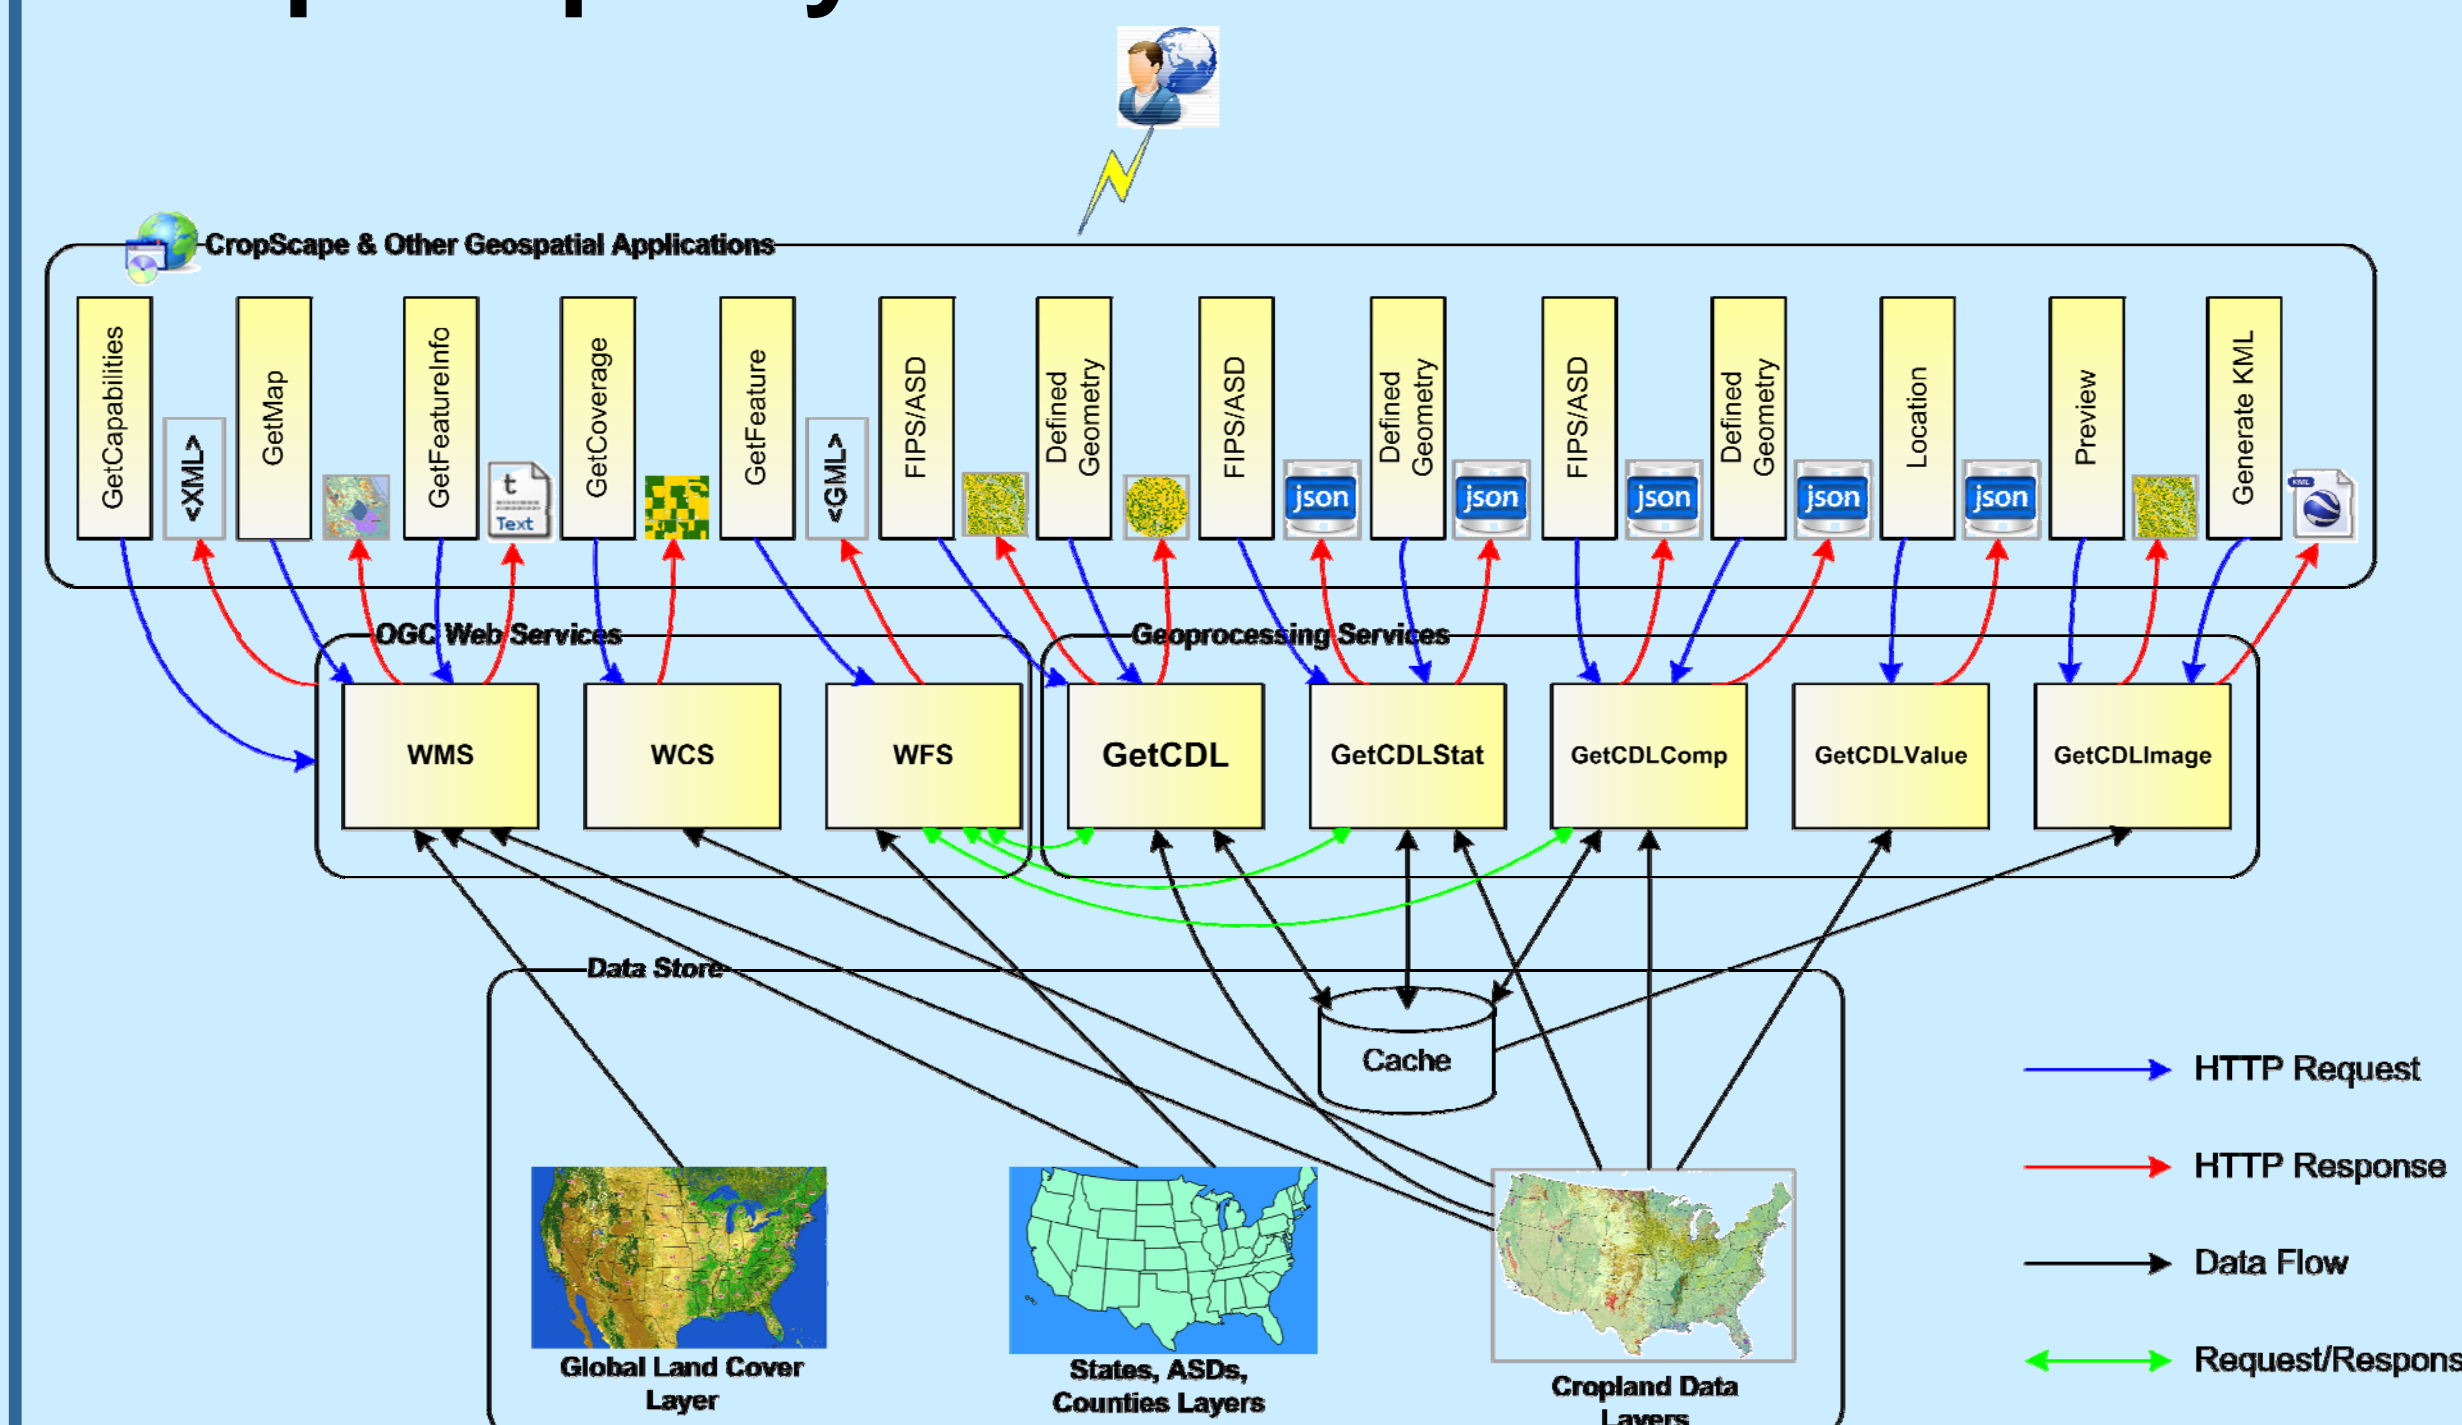 CropScape & Other Geospatial Applications
GetCapabilities
<XML>
GetMap
GetFeatureInfo
t
Text
GetCoverage
GetFeature
<GML>
FIPS/ASD
Defined
Geometry
FIPS/ASD
json
Defined
Geometry
json
FIPS/ASD
json
Defined
Geometry
json
Location
json
Preview
Generate KML
KML
OGC Web Services
Geoprocessing Services
WMS
WCS
WFS
GetCDL
GetCDLStat
GetCDLComp
GetCDLValue
GetCDLImage
Data Store
Cache
HTTP Request
HTTP Response
Data Flow
Request/Respons
Global Land Cover
Layer
States, ASDs,
Counties Layers
Cropland Data
Layers